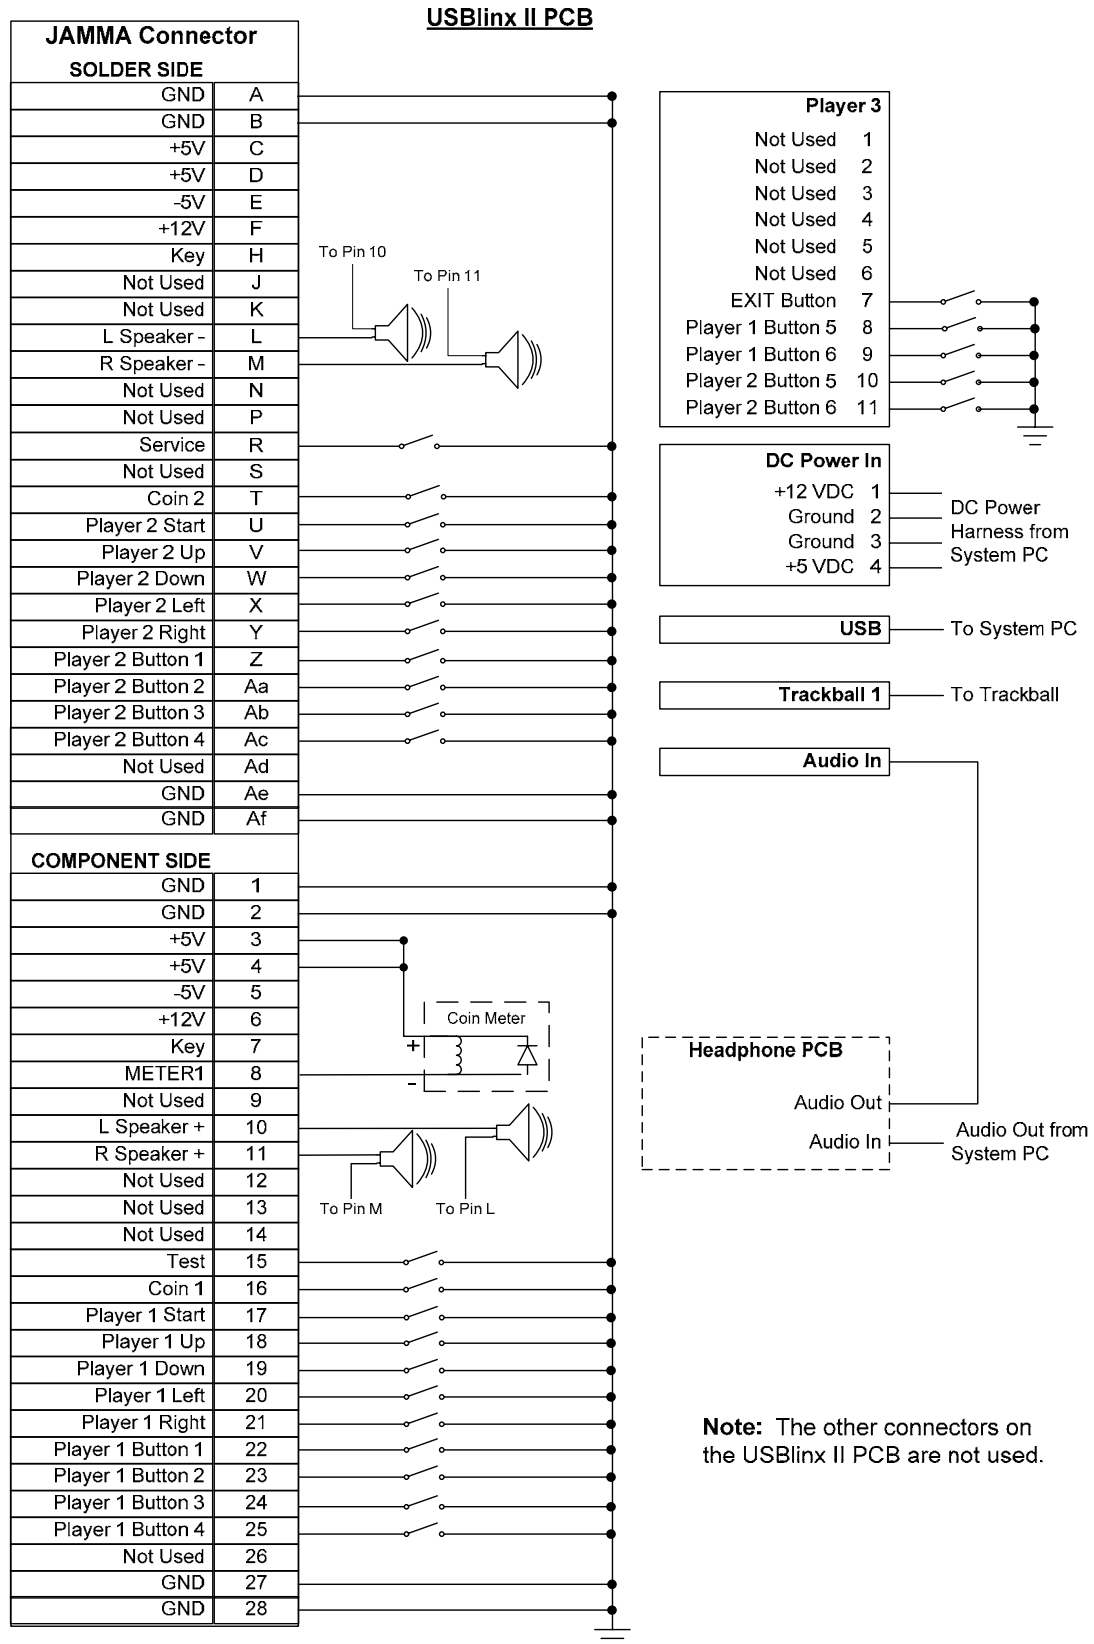 USBlinx II PCB
JAMMA Connector
SOLDER SIDE
GND A
GND B
+5V C
+5V D
-5V E
+12V F
Key H
Not Used J
Not Used K
L Speaker - L
R Speaker - M
Not Used N
Not Used P
Service R
Not Used S
Coin 2 T
Player 2 Start U
Player 2 Up V
Player 2 Down W
Player 2 Left X
Player 2 Right Y
Player 2 Button 1 Z
Player 2 Button 2 Aa
Player 2 Button 3 Ab
Player 2 Button 4 Ac
Not Used Ad
GND Ae
GND Af
To Pin 10
To Pin 11
COMPONENT SIDE
GND 1
GND 2
+5V 3
+5V 4
-5V 5
+12V 6
Key 7
METER1 8
Not Used 9
L Speaker + 10
R Speaker + 11
Not Used 12
Not Used 13
Not Used 14
Test 15
Coin 1 16
Player 1 Start 17
Player 1 Up 18
Player 1 Down 19
Player 1 Left 20
Player 1 Right 21
Player 1 Button 1 22
Player 1 Button 2 23
Player 1 Button 3 24
Player 1 Button 4 25
Not Used 26
GND 27
GND 28
Coin Meter
+
-
To Pin M
To Pin L
Player 3
Not Used 1
Not Used 2
Not Used 3
Not Used 4
Not Used 5
Not Used 6
EXIT Button 7
Player 1 Button 5 8
Player 1 Button 6 9
Player 2 Button 5 10
Player 2 Button 6 11
DC Power In
+12 VDC 1
Ground 2
Ground 3
+5 VDC 4
DC Power
Harness from
System PC
USB
To System PC
Trackball 1
To Trackball
Audio In
Headphone PCB
Audio Out
Audio In
Audio Out from
System PC
Note: The other connectors on
the USBlinx II PCB are not used.